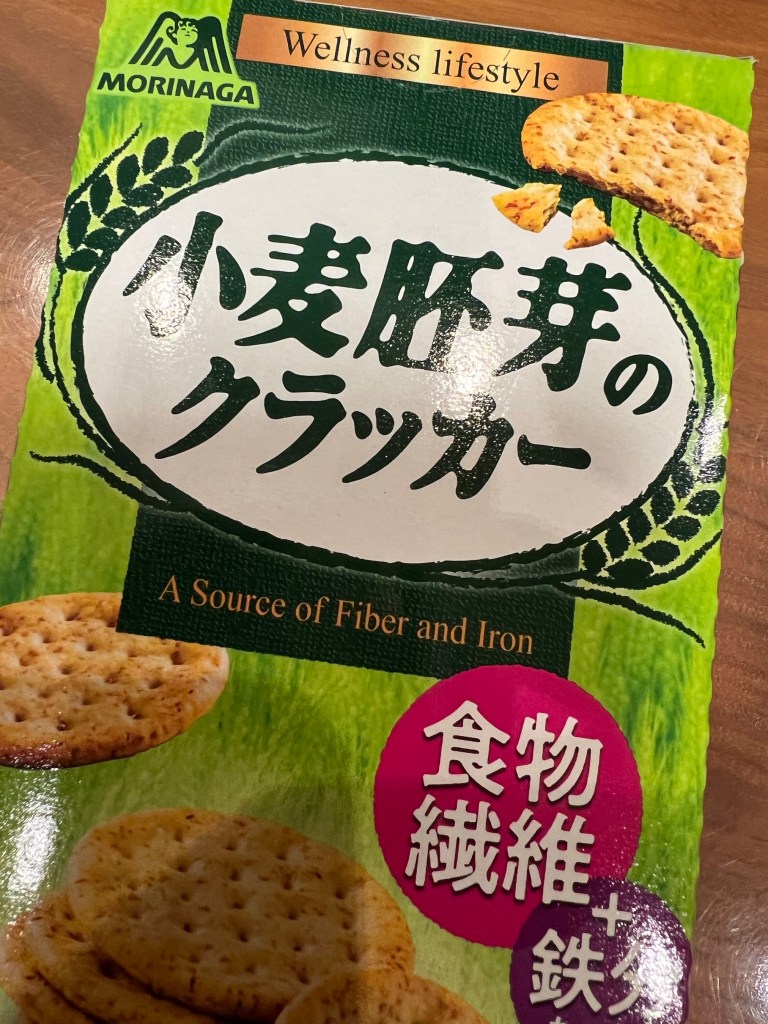 MORINAGA
Wellness lifestyle
小麦胚芽の
クラッカー
A Source of Fiber and Iron
食物
繊維
+
鉄分